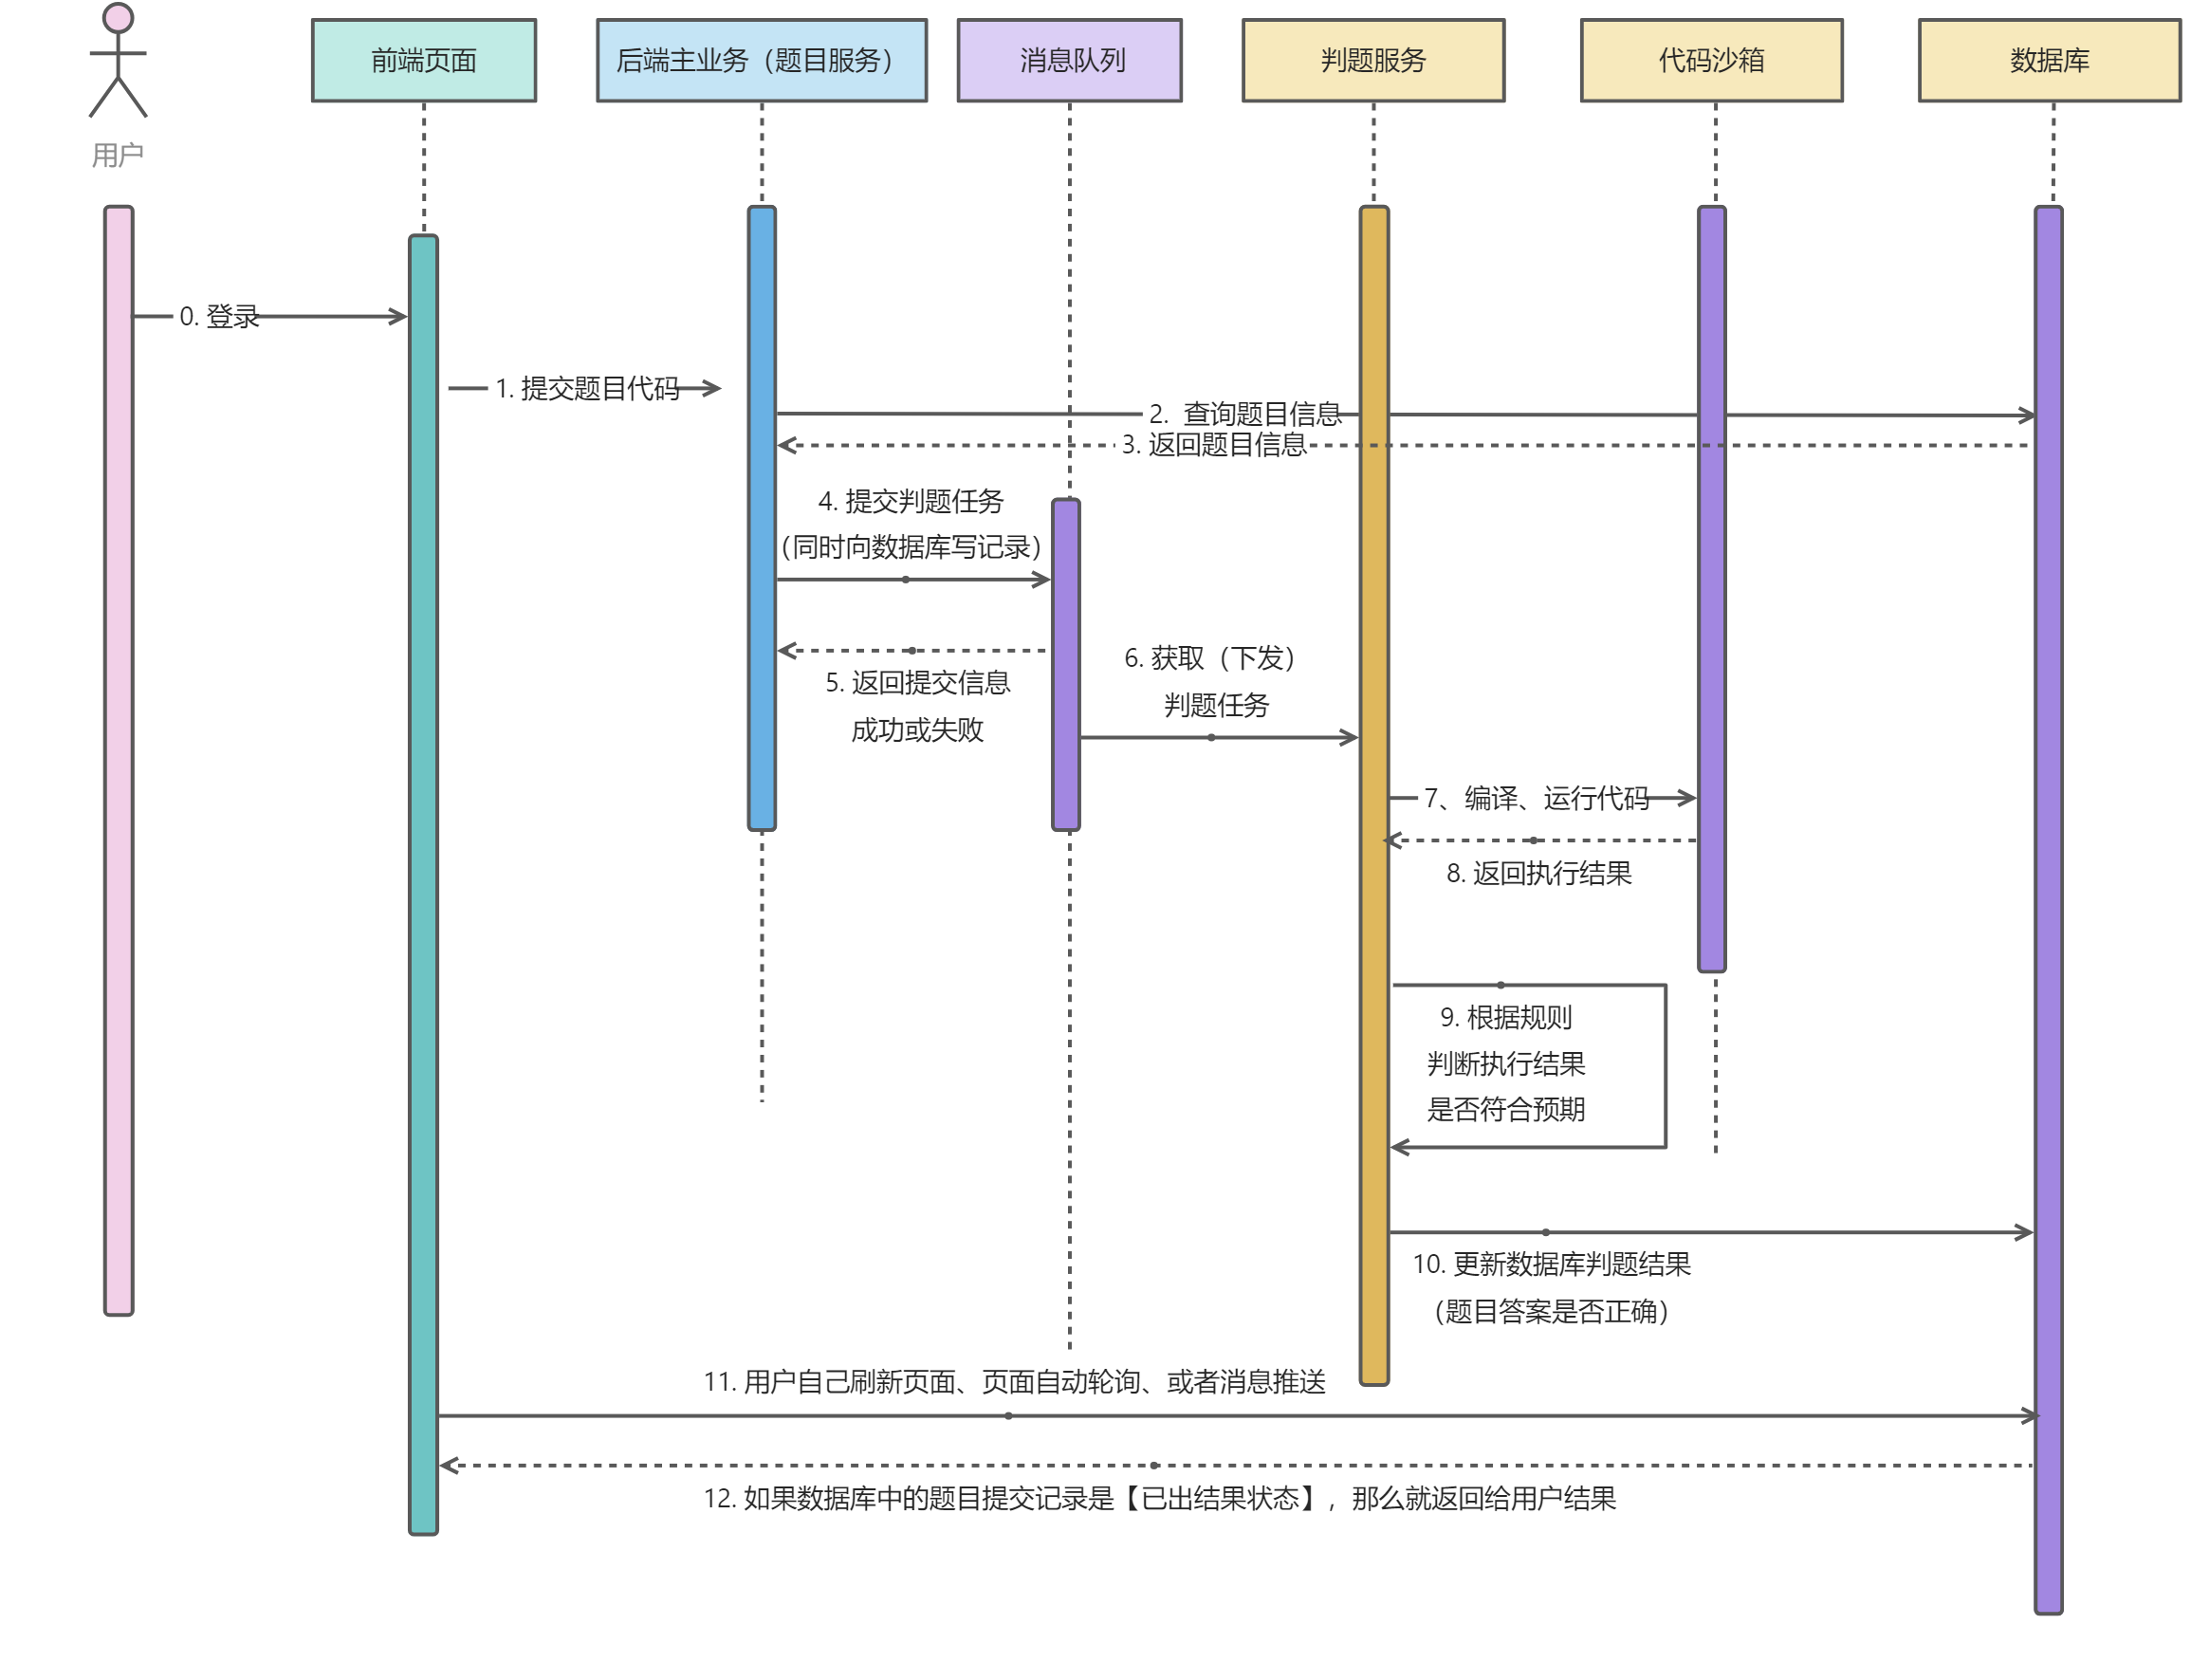 前端页面
后端主业务（题目服务）
消息队列
判题服务
代码沙箱
数据库
用户
0. 登录
1. 提交题目代码
2. 查询题目信息
3. 返回题目信息
4. 提交判题任务
（同时向数据库写记录）
5. 返回提交信息
成功或失败
6. 获取（下发）
判题任务
7、编译、运行代码
8. 返回执行结果
9. 根据规则
判断执行结果
是否符合预期
10. 更新数据库判题结果
（题目答案是否正确）
11. 用户自己刷新页面、页面自动轮询、或者消息推送
12. 如果数据库中的题目提交记录是【已出结果状态】，那么就返回给用户结果